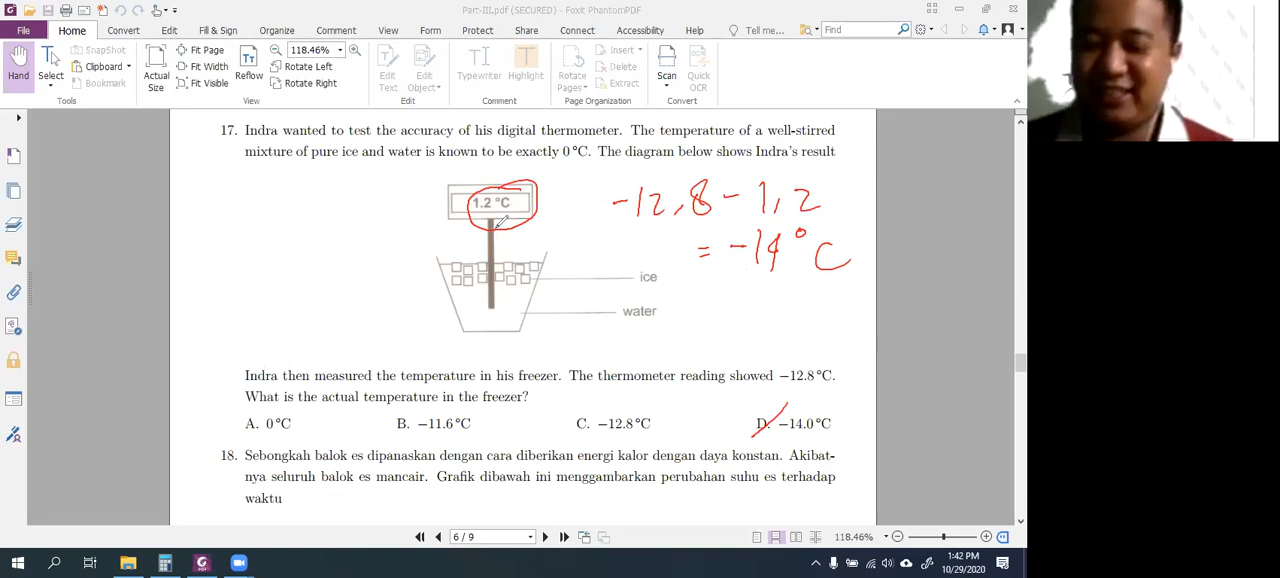 Part-III.pdf (SECURED) - Foxit PhantomPDF
File Home Convert Edit Fill & Sign Organize Comment View Form Protect Share Connect Accessibility Help Tell me... Find
Hand
Select
SnapShot
Clipboard
Bookmark
Tools
Actual Size
Fit Page
Fit Width
Fit Visible
Reflow
118.46%
Rotate Left
Rotate Right
View
Edit Text
Edit Object
Edit
Typewriter
Highlight
Comment
Rotate Pages
Insert
Delete
Extract
Page Organization
Scan
Quick OCR
Convert
17. Indra wanted to test the accuracy of his digital thermometer. The temperature of a well-stirred
mixture of pure ice and water is known to be exactly 0 °C. The diagram below shows Indra's result
1.2 °C
-12,8 - 1,2
= -14° C
ice
water
Indra then measured the temperature in his freezer. The thermometer reading showed −12.8 °C.
What is the actual temperature in the freezer?
A. 0 °C B. −11.6 °C C. −12.8 °C D. −14.0 °C
18. Sebongkah balok es dipanaskan dengan cara diberikan energi kalor dengan daya konstan. Akibat-
nya seluruh balok es mancair. Grafik dibawah ini menggambarkan perubahan suhu es terhadap
waktu
6 / 9
118.46%
1:42 PM
10/29/2020